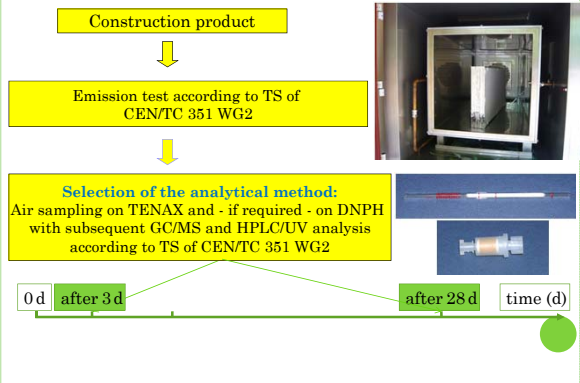 Construction product
Emission test according to TS of
CEN/TC 351 WG2
Selection of the analytical method:
Air sampling on TENAX and - if required - on DNPH
with subsequent GC/MS and HPLC/UV analysis
according to TS of CEN/TC 351 WG2
0 d after 3 d after 28 d time (d)